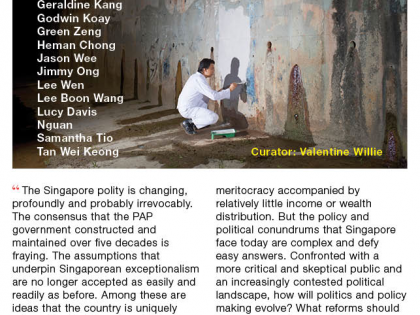 Geraldine Kang
Godwin Koay
Green Zeng
Heman Chong
Jason Wee
Jimmy Ong
Lee Wen
Lee Boon Wang
Lucy Davis
Nguan
Samantha Tio
Tan Wei Keong
Curator: Valentine Willie
“ The Singapore polity is changing,
profoundly and probably irrevocably.
The consensus that the PAP
government constructed and
maintained over five decades is
fraying. The assumptions that
underpin Singaporean exceptionalism
are no longer accepted as easily and
readily as before. Among these are
ideas that the country is uniquely
meritocracy accompanied by
relatively little income or wealth
distribution. But the policy and
political conundrums that Singapore
face today are complex and defy
easy answers. Confronted with a
more critical and skeptical public and
an increasingly contested political
landscape, how will politics and policy
making evolve? What reforms should